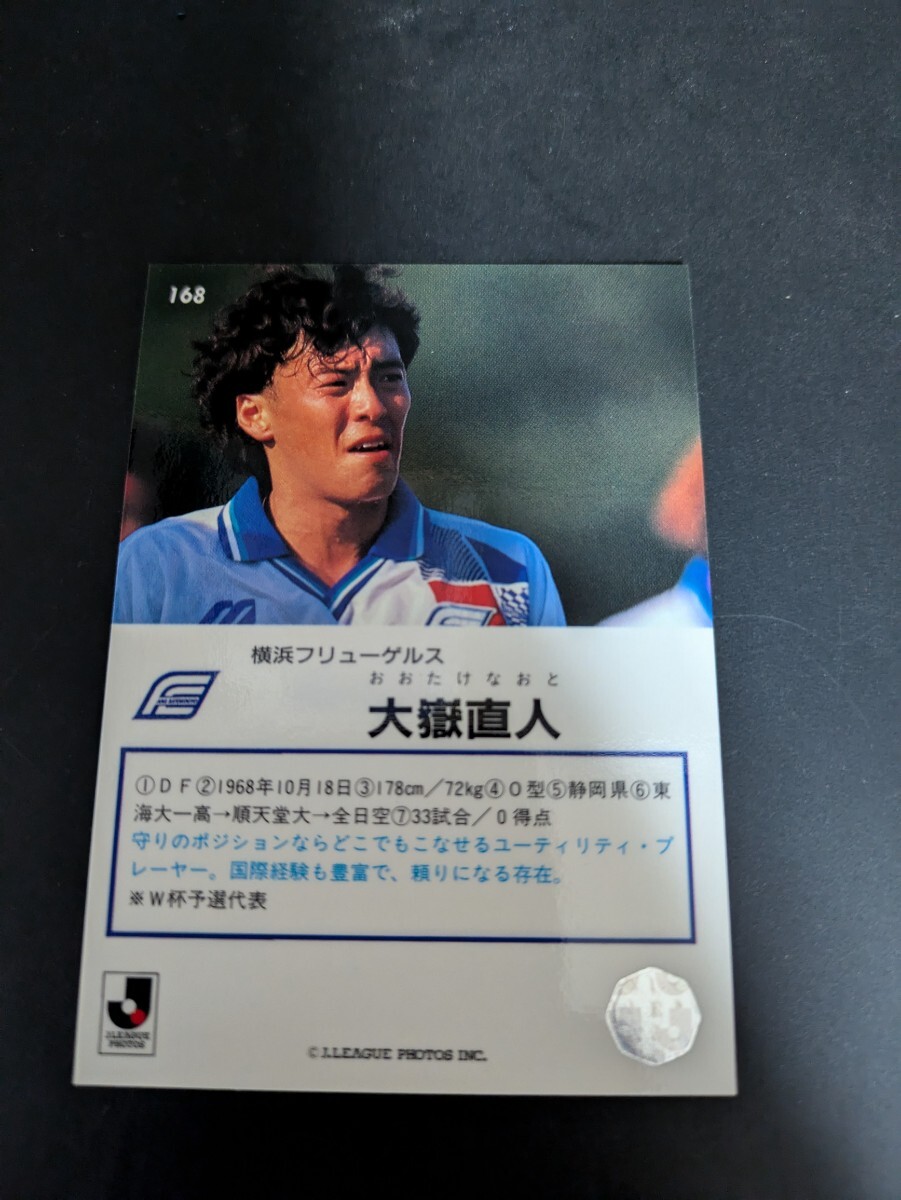 168
横浜フリューゲルス
おおたけなおと
大嶽直人
①DF②1968年10月18日③178cm/72kg④O型⑤静岡県⑥東
海大一高→順天堂大→全日空⑦33試合/0得点
守りのポジションならどこでもこなせるユーティリティ・プ
レーヤー。国際経験も豊富で、頼りになる存在。
※W杯予選代表
J.LEAGUE
PHOTOS
© J.LEAGUE PHOTOS INC.